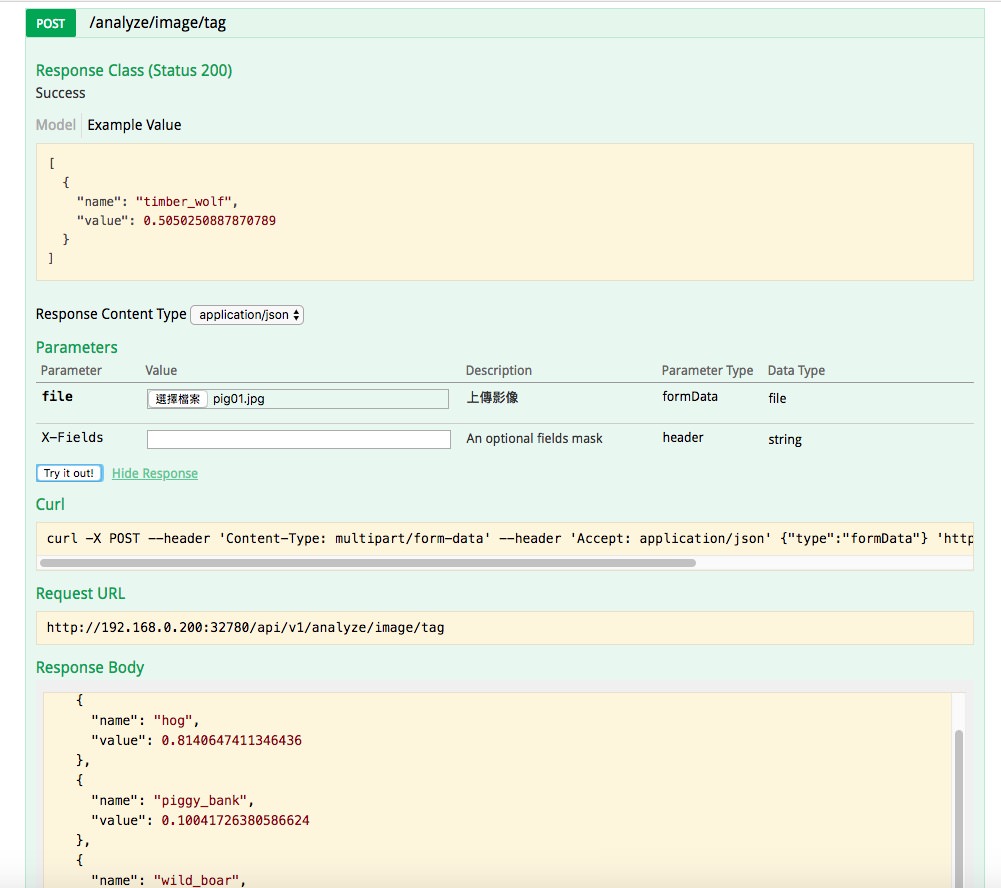 POST /analyze/image/tag
Response Class (Status 200)
Success
Model Example Value
[
{
"name": "timber_wolf",
"value": 0.5050250887870789
}
]
Response Content Type application/json
Parameters
Parameter Value Description Parameter Type Data Type
file 選擇檔案 pig01.jpg 上傳影像 formData file
X-Fields An optional fields mask header string
Try it out! Hide Response
Curl
curl -X POST --header 'Content-Type: multipart/form-data' --header 'Accept: application/json' {"type":"formData"} 'http
Request URL
http://192.168.0.200:32780/api/v1/analyze/image/tag
Response Body
{
"name": "hog",
"value": 0.8140647411346436
},
{
"name": "piggy_bank",
"value": 0.10041726380586624
},
{
"name": "wild_boar",